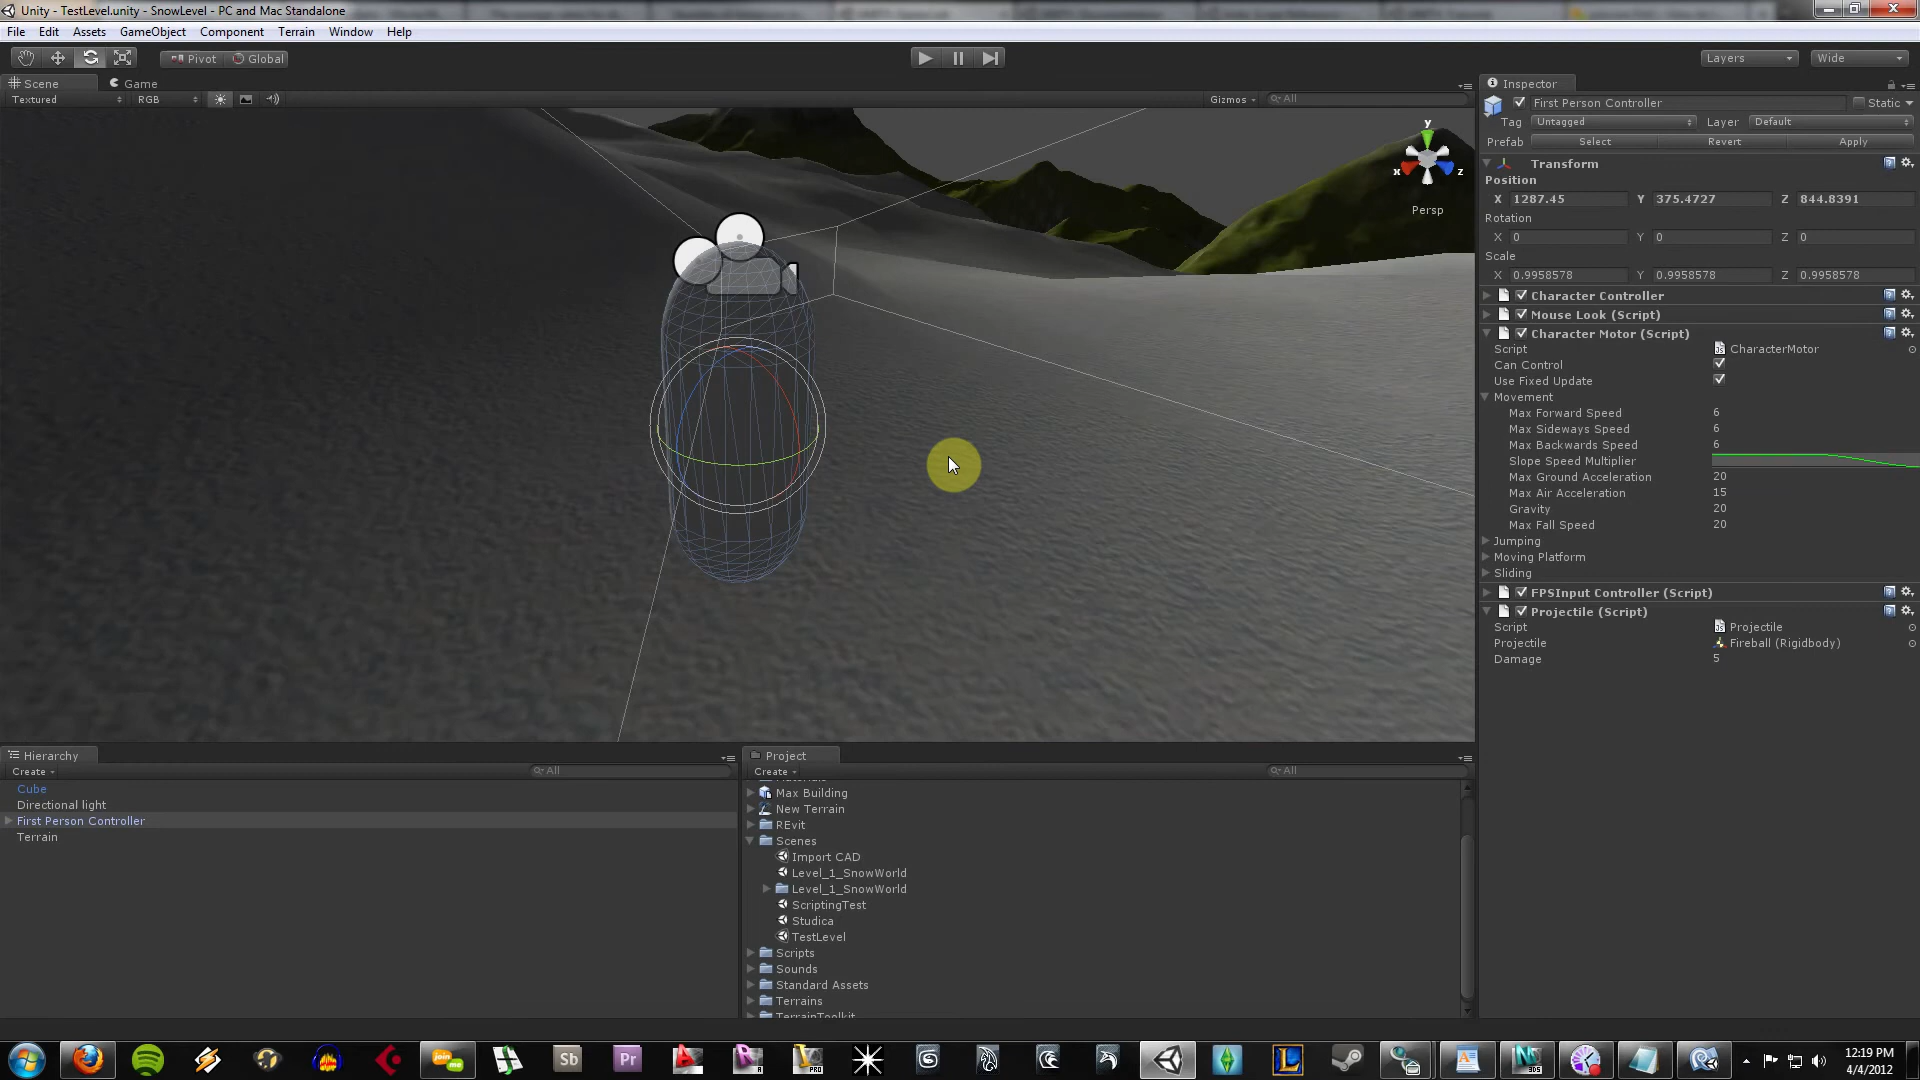 Unity - TestLevel.unity - SnowLevel - PC and Mac Standalone
File Edit Assets GameObject Component Terrain Window Help
Pivot Global
Layers Wide
Scene Game
Textured RGB Gizmos All
y
x z
Persp
Inspector
First Person Controller Static
Tag Untagged Layer Default
Prefab Select Revert Apply
Transform
Position
X 1287.45 Y 375.4727 Z 844.8391
Rotation
X 0 Y 0 Z 0
Scale
X 0.9958578 Y 0.9958578 Z 0.9958578
Character Controller
Mouse Look (Script)
Character Motor (Script)
Script CharacterMotor
Can Control
Use Fixed Update
Movement
Max Forward Speed 6
Max Sideways Speed 6
Max Backwards Speed 6
Slope Speed Multiplier
Max Ground Acceleration 20
Max Air Acceleration 15
Gravity 20
Max Fall Speed 20
Jumping
Moving Platform
Sliding
FPSInput Controller (Script)
Projectile (Script)
Script Projectile
Projectile Fireball (Rigidbody)
Damage 5
Hierarchy
Create All
Cube
Directional light
First Person Controller
Terrain
Project
Create All
Max Building
New Terrain
REvit
Scenes
Import CAD
Level_1_SnowWorld
Level_1_SnowWorld
ScriptingTest
Studica
TestLevel
Scripts
Sounds
Standard Assets
Terrains
TerrainToolkit
join me Sb Pr PRO L 3DS
12:19 PM
4/4/2012